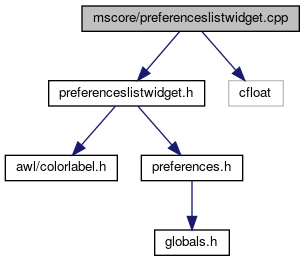 mscore/preferenceslistwidget.cpp
preferenceslistwidget.h
cfloat
awl/colorlabel.h
preferences.h
globals.h